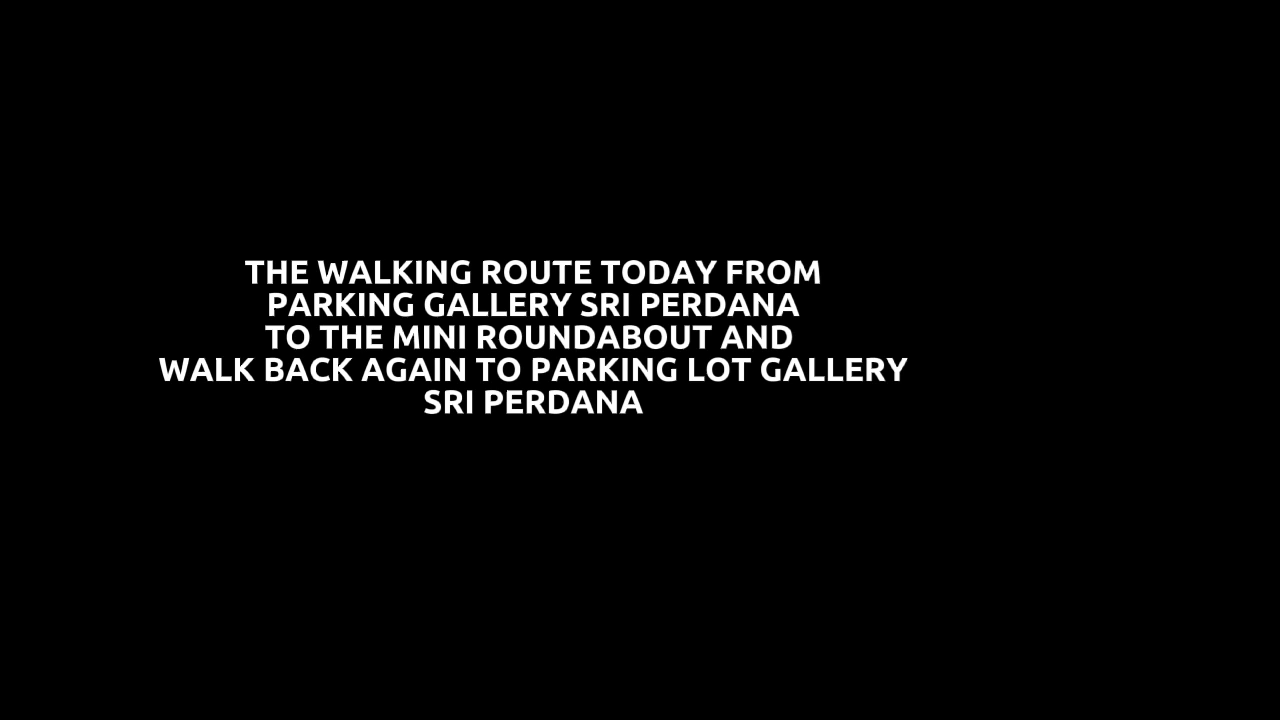 THE WALKING ROUTE TODAY FROM
PARKING GALLERY SRI PERDANA
TO THE MINI ROUNDABOUT AND
WALK BACK AGAIN TO PARKING LOT GALLERY
SRI PERDANA